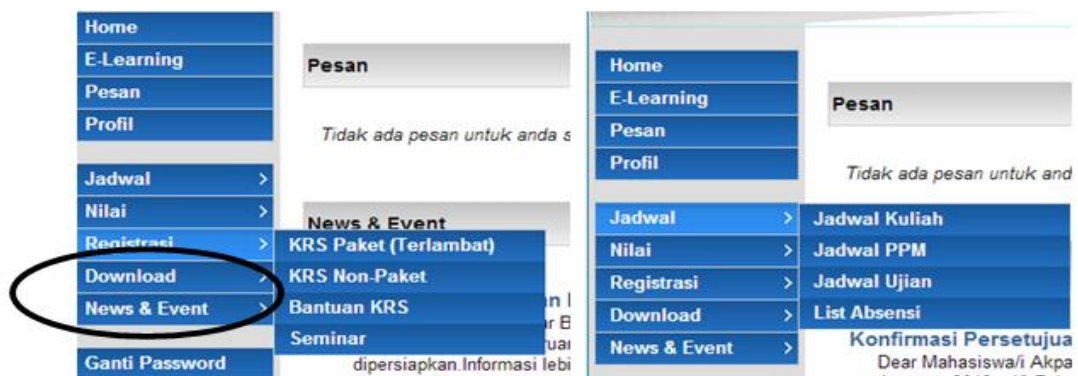 Home
E-Learning
Pesan
Profil
Jadwal >
Nilai >
Registrasi >
Download >
News & Event >
Ganti Password
Pesan
Tidak ada pesan untuk anda s
News & Event
KRS Paket (Terlambat)
KRS Non-Paket
Bantuan KRS
Seminar
dipersiapkan.Informasi lebi
Home
E-Learning
Pesan
Profil
Jadwal >
Nilai >
Registrasi >
Download >
News & Event >
Pesan
Tidak ada pesan untuk and
Jadwal Kuliah
Jadwal PPM
Jadwal Ujian
List Absensi
Konfirmasi Persetujua
Dear Mahasiswa/i Akpa